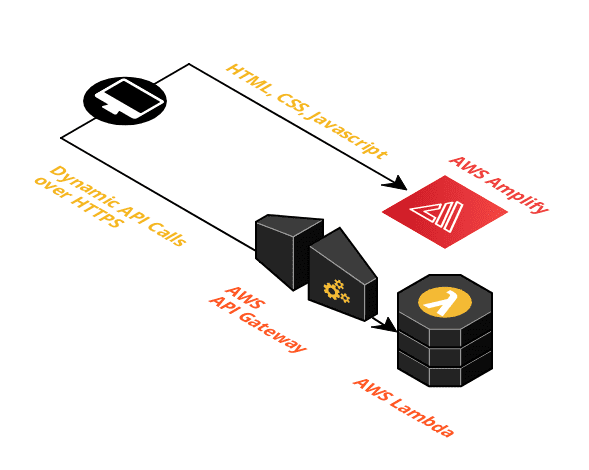 HTML, CSS, Javascript
AWS Amplify
Dynamic API Calls
over HTTPS
AWS
API Gateway
AWS Lambda